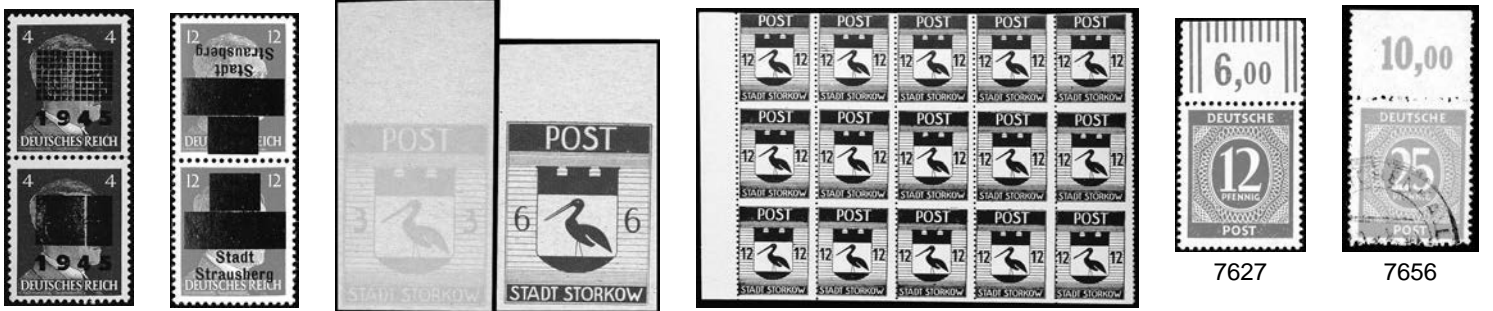 4 4
1945
DEUTSCHES REICH
4 4
1945
DEUTSCHES REICH
12 12
Strausberg
Stadt
DEUTSCHES REICH
12 12
Stadt
Strausberg
DEUTSCHES REICH
POST
3 3
STADT STORKOW
POST
6 6
STADT STORKOW
POST POST POST POST POST
12 12 12 12 12 12 12 12 12 12
STADT STORKOW STADT STORKOW STADT STORKOW STADT STORKOW STADT STORKOW
POST POST POST POST POST
12 12 12 12 12 12 12 12 12 12
STADT STORKOW STADT STORKOW STADT STORKOW STADT STORKOW STADT STORKOW
POST POST POST POST POST
12 12 12 12 12 12 12 12 12 12
STADT STORKOW STADT STORKOW STADT STORKOW STADT STORKOW STADT STORKOW
6,00
DEUTSCHE
12
PFENNIG
POST
7627
10,00
DEUTSCHE
25
PFENNIG
POST
7656